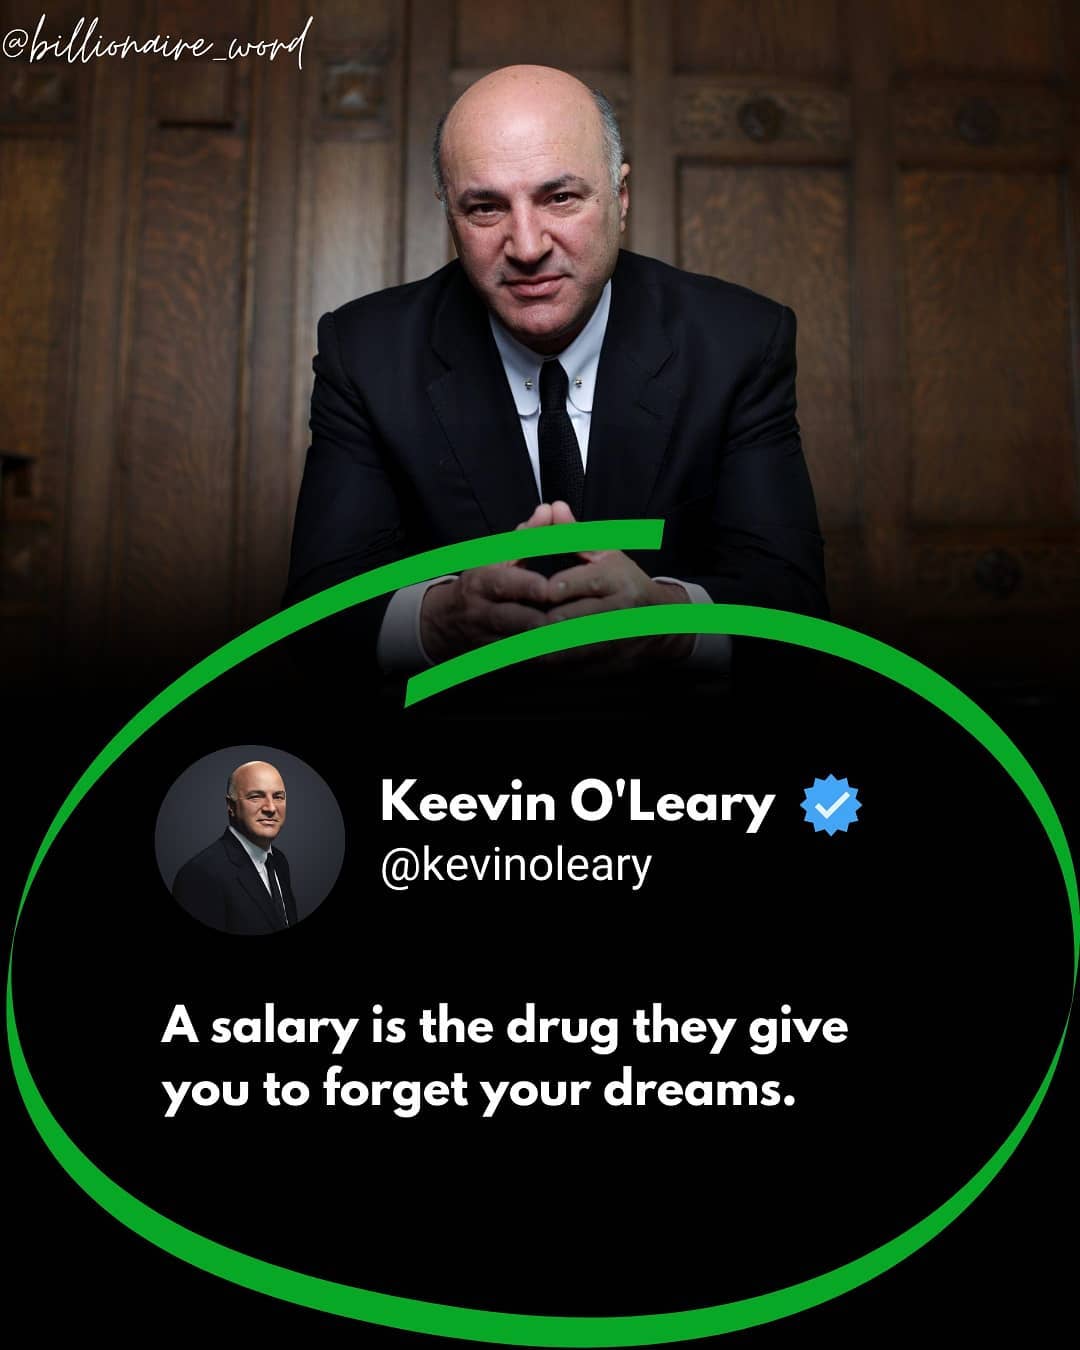 @billionaire_word
Keevin O'Leary
@kevinoleary
A salary is the drug they give
you to forget your dreams.